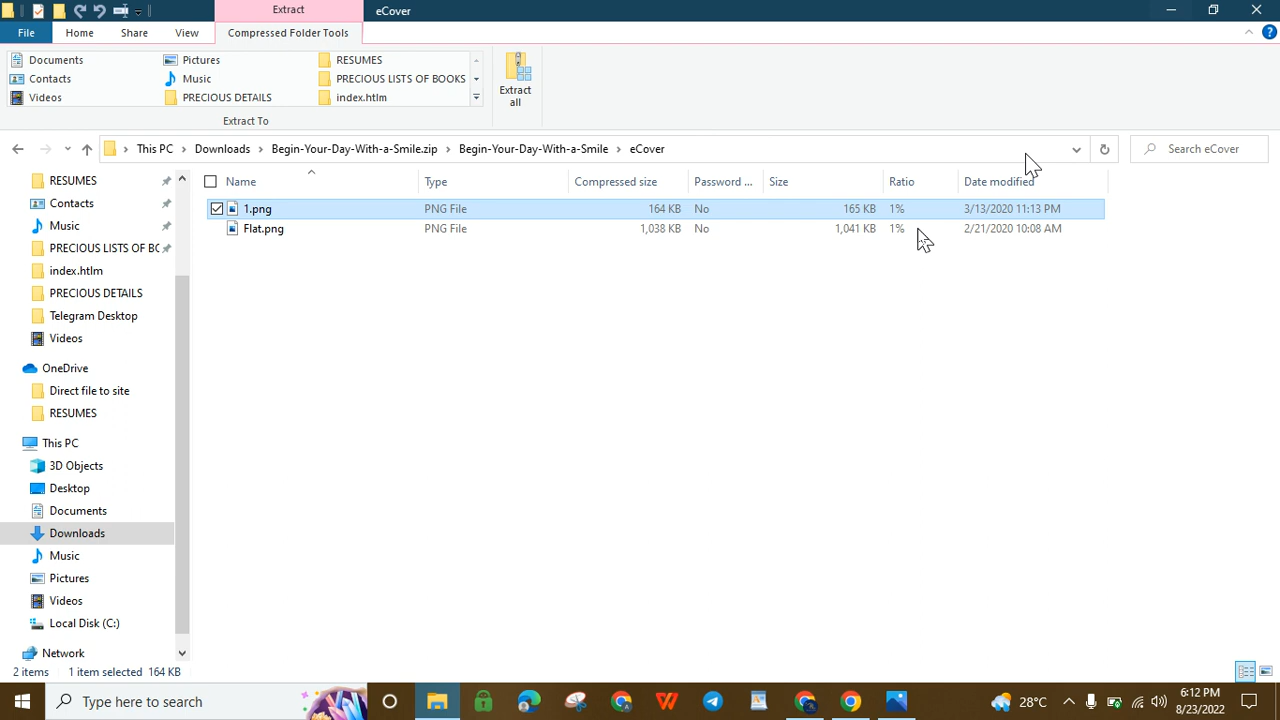 Extract
eCover
File
Home
Share
View
Compressed Folder Tools
Documents
Pictures
RESUMES
Contacts
Music
PRECIOUS LISTS OF BOOKS
Videos
PRECIOUS DETAILS
index.htlm
Extract
all
Extract To
This PC
Downloads
Begin-Your-Day-With-a-Smile.zip
Begin-Your-Day-With-a-Smile
eCover
Search eCover
Name
Type
Compressed size
Password ...
Size
Ratio
Date modified
1.png PNG File 164 KB No 165 KB 1% 3/13/2020 11:13 PM
Flat.png PNG File 1,038 KB No 1,041 KB 1% 2/21/2020 10:08 AM
RESUMES
Contacts
Music
PRECIOUS LISTS OF BC
index.htlm
PRECIOUS DETAILS
Telegram Desktop
Videos
OneDrive
Direct file to site
RESUMES
This PC
3D Objects
Desktop
Documents
Downloads
Music
Pictures
Videos
Local Disk (C:)
Network
2 items 1 item selected 164 KB
Type here to search
28°C
6:12 PM
8/23/2022